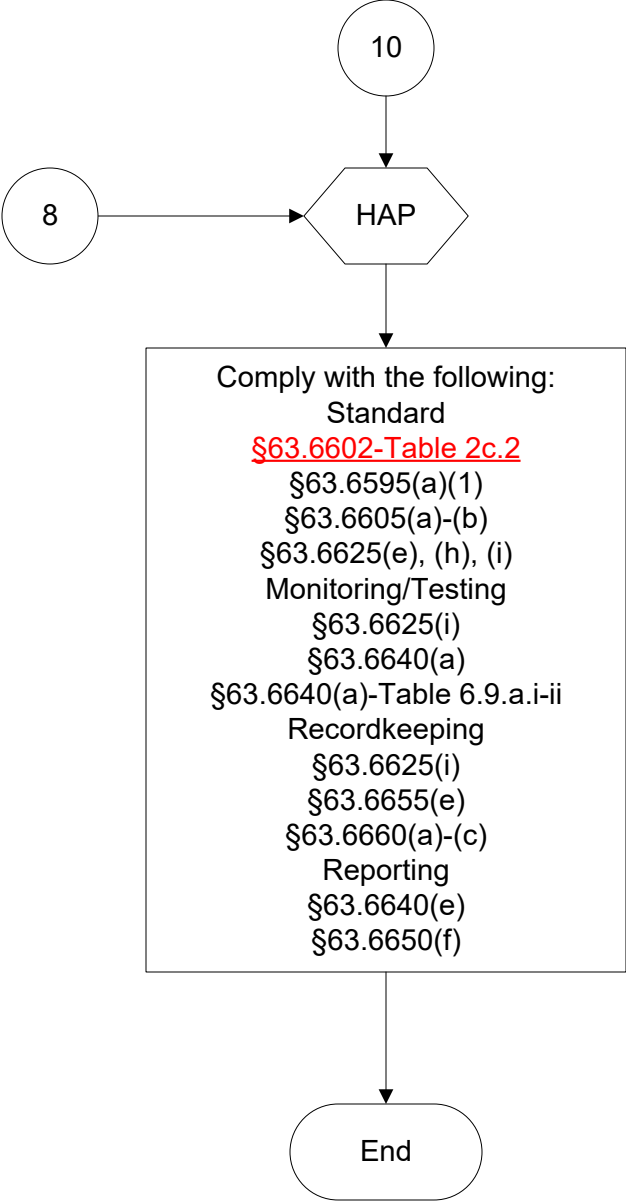 10
8
HAP
Comply with the following:
Standard
§63.6602-Table 2c.2
§63.6595(a)(1)
§63.6605(a)-(b)
§63.6625(e), (h), (i)
Monitoring/Testing
§63.6625(i)
§63.6640(a)
§63.6640(a)-Table 6.9.a.i-ii
Recordkeeping
§63.6625(i)
§63.6655(e)
§63.6660(a)-(c)
Reporting
§63.6640(e)
§63.6650(f)
End